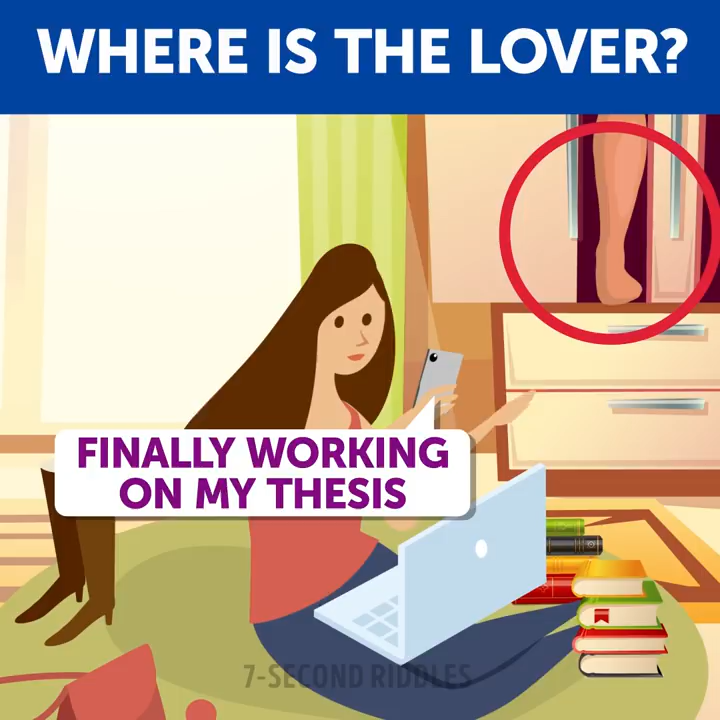 WHERE IS THE LOVER?
FINALLY WORKING
ON MY THESIS
7-SECOND RIDDLES